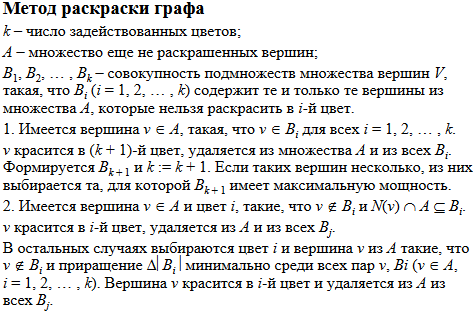 Метод раскраски графа
k – число задействованных цветов;
A – множество еще не раскрашенных вершин;
B₁, B₂, … , Bₖ – совокупность подмножеств множества вершин V,
такая, что Bᵢ (i = 1, 2, … , k) содержит те и только те вершины из
множества A, которые нельзя раскрасить в i-й цвет.
1. Имеется вершина v ∈ A, такая, что v ∈ Bᵢ для всех i = 1, 2, … , k.
v красится в (k + 1)-й цвет, удаляется из множества A и из всех Bᵢ.
Формируется Bₖ₊₁ и k := k + 1. Если таких вершин несколько, из них
выбирается та, для которой Bₖ₊₁ имеет максимальную мощность.
2. Имеется вершина v ∈ A и цвет i, такие, что v ∉ Bᵢ и N(v) ∩ A ⊆ Bᵢ.
v красится в i-й цвет, удаляется из A и из всех Bⱼ.
В остальных случаях выбираются цвет i и вершина v из A такие, что
v ∉ Bᵢ и приращение Δ|Bᵢ| минимально среди всех пар v, Bi (v ∈ A,
i = 1, 2, … , k). Вершина v красится в i-й цвет и удаляется из A из
всех Bⱼ.